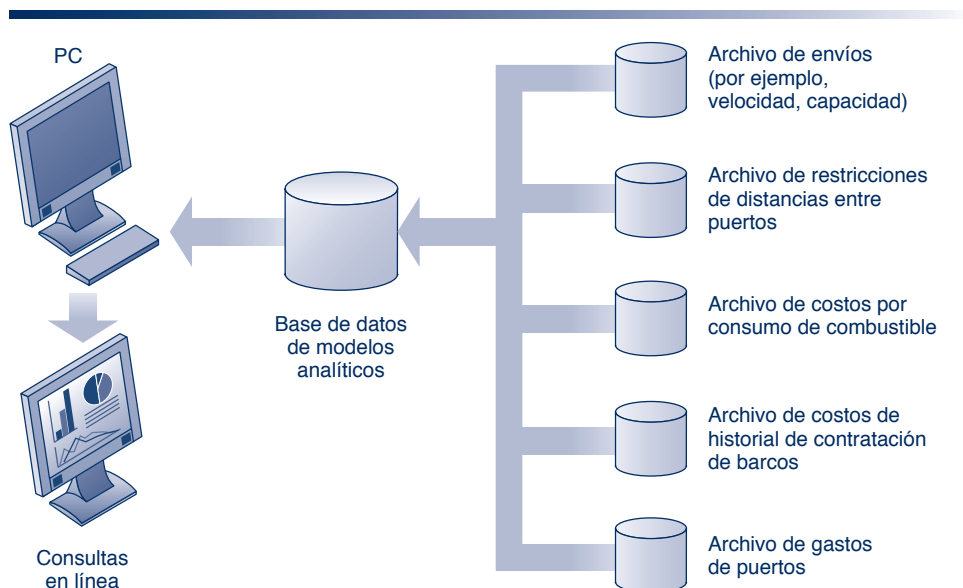 PC
Archivo de envíos
(por ejemplo,
velocidad, capacidad)
Archivo de restricciones
de distancias entre
puertos
Base de datos
de modelos
analíticos
Archivo de costos por
consumo de combustible
Archivo de costos de
historial de contratación
de barcos
Consultas
en línea
Archivo de gastos
de puertos